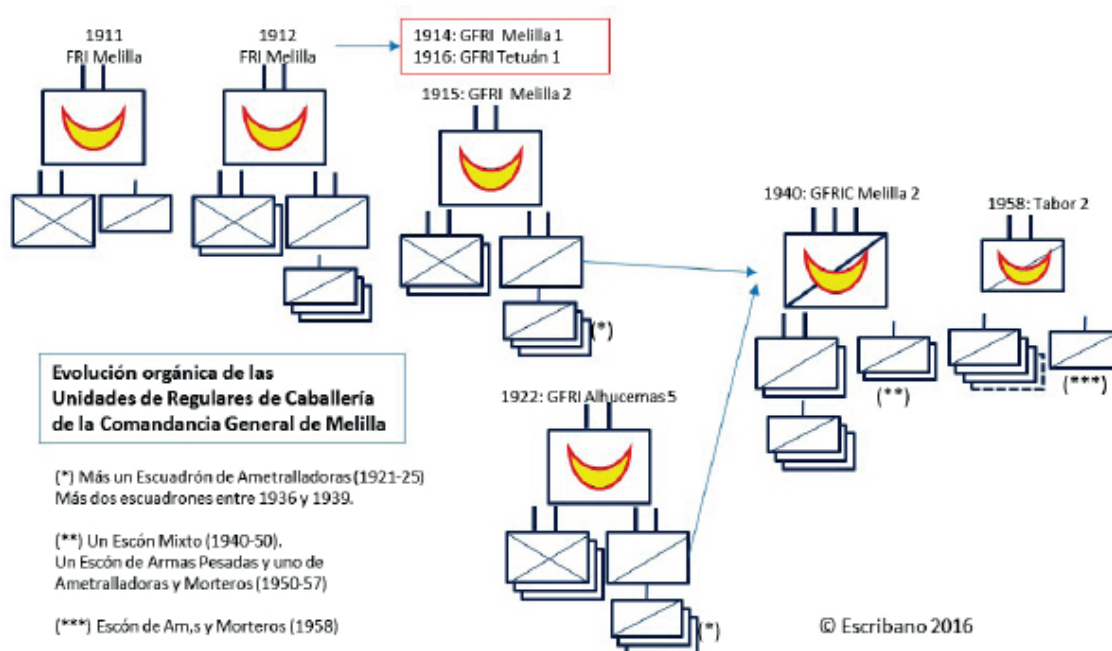 1911
FRI Melilla
1912
FRI Melilla
1914: GFRI Melilla 1
1916: GFRI Tetuán 1
1915: GFRI Melilla 2
(*)
1940: GFRIC Melilla 2
(**)
1958: Tabor 2
(***)
1922: GFRI Alhucemas 5
(*)
Evolución orgánica de las
Unidades de Regulares de Caballería
de la Comandancia General de Melilla
(*) Más un Escuadrón de Ametralladoras (1921-25)
Más dos escuadrones entre 1936 y 1939.
(**) Un Escón Mixto (1940-50).
Un Escón de Armas Pesadas y uno de
Ametralladoras y Morteros (1950-57)
(***) Escón de Am,s y Morteros (1958)
© Escribano 2016